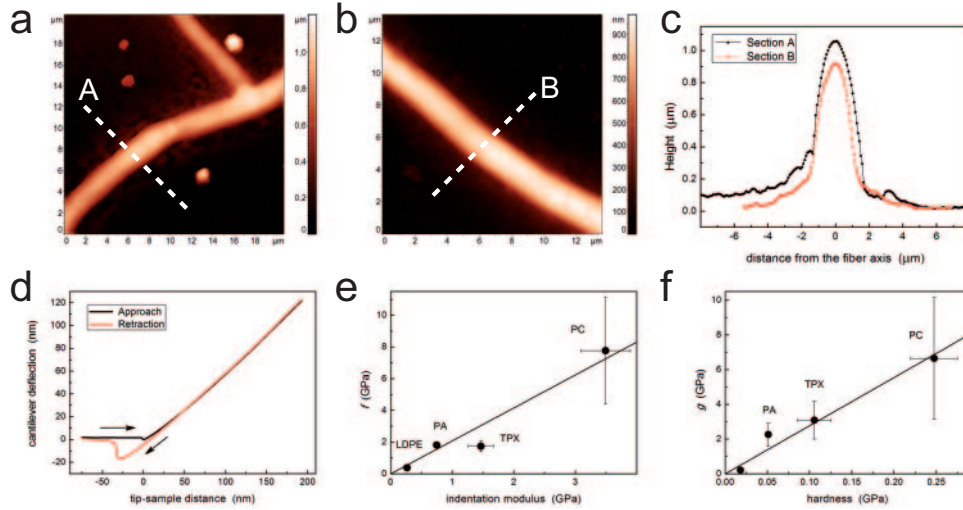 a
μm
18
16
14
12
10
8
6
4
2
0
0 2 4 6 8 10 12 14 16 μm
A
μm
1.0
0.8
0.6
0.4
0.2
0.0
b
μm
12
10
8
6
4
2
0
0 2 4 6 8 10 12 μm
B
nm
900
800
700
600
500
400
300
200
100
0
c
Section A
Section B
Height (μm)
1.0
0.8
0.6
0.4
0.2
0.0
-6 -4 -2 0 2 4 6
distance from the fiber axis (μm)
d
Approach
Retraction
cantilever deflection (nm)
120
100
80
60
40
20
0
-20
-50 0 50 100 150 200
tip-sample distance (nm)
e
f (GPa)
10
8
6
4
2
0
LDPE
PA
TPX
PC
0 1 2 3
indentation modulus (GPa)
f
g (GPa)
10
8
6
4
2
0
PA
TPX
PC
0.00 0.05 0.10 0.15 0.20 0.25
hardness (GPa)